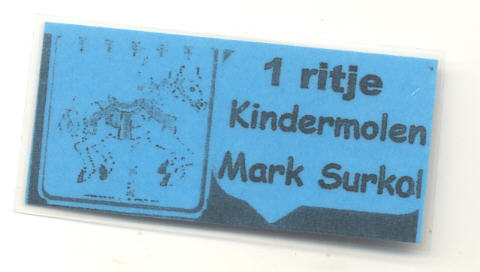 1 ritje
Kindermolen
Mark Surkol